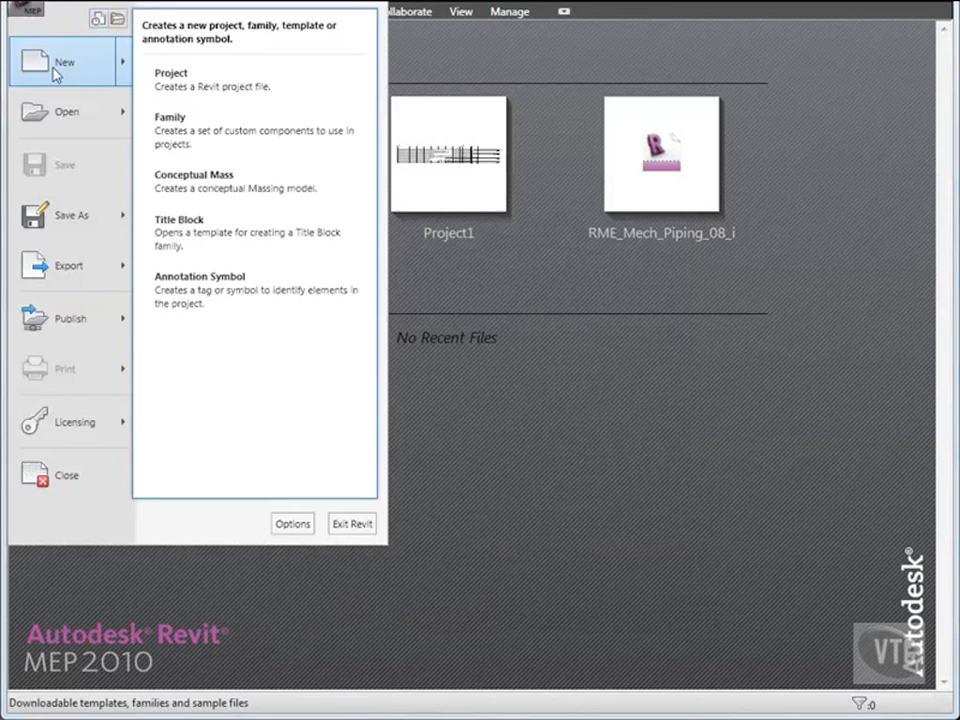 MEP
llaborate View Manage
Creates a new project, family, template or
annotation symbol.
New
Project
Creates a Revit project file.
Open
Family
Creates a set of custom components to use in
projects.
Save
Conceptual Mass
Creates a conceptual Massing model.
Save As
Title Block
Opens a template for creating a Title Block
family.
Export
Annotation Symbol
Creates a tag or symbol to identify elements in
the project.
Publish
Print
Licensing
Close
Options Exit Revit
Project1 RME_Mech_Piping_08_i
No Recent Files
Autodesk® Revit®
MEP 2010
Autodesk®
VT
Downloadable templates, families and sample files
:0